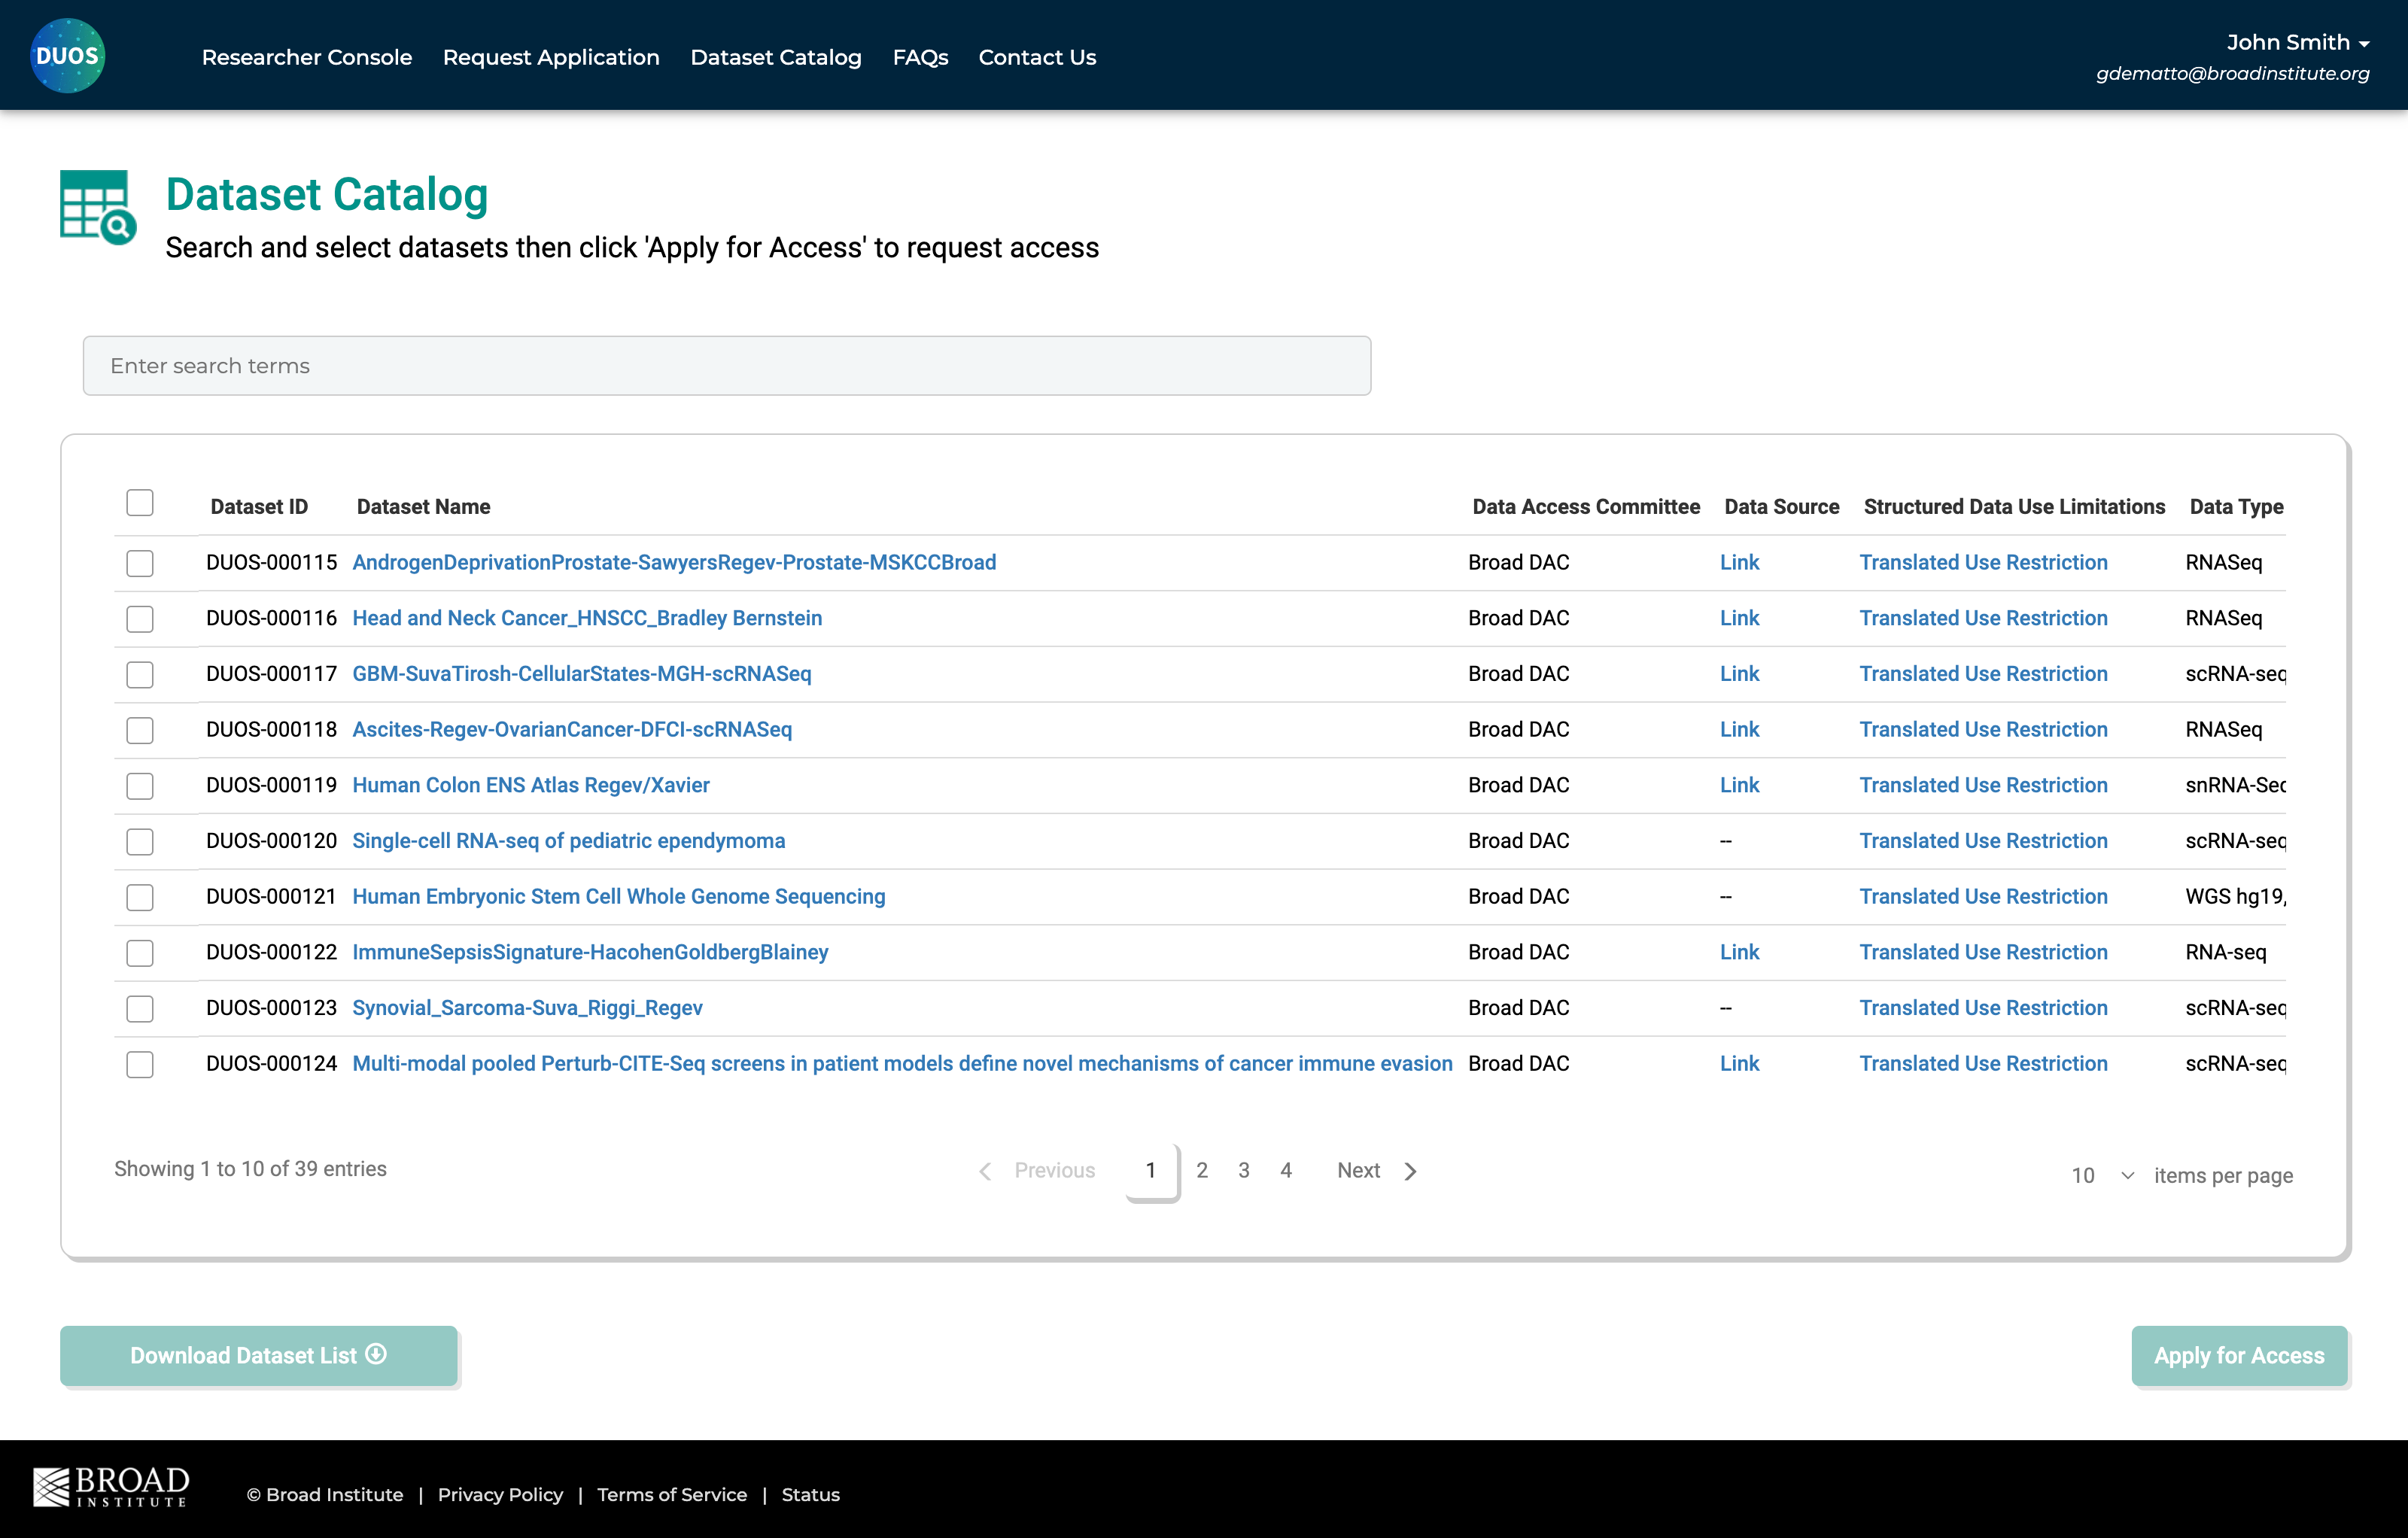 DUOS
Researcher Console Request Application Dataset Catalog FAQs Contact Us
John Smith
gdematto@broadinstitute.org
Dataset Catalog
Search and select datasets then click 'Apply for Access' to request access
Enter search terms
Dataset ID Dataset Name Data Access Committee Data Source Structured Data Use Limitations Data Type
DUOS-000115 AndrogenDeprivationProstate-SawyersRegev-Prostate-MSKCCBroad Broad DAC Link Translated Use Restriction RNASeq
DUOS-000116 Head and Neck Cancer_HNSCC_Bradley Bernstein Broad DAC Link Translated Use Restriction RNASeq
DUOS-000117 GBM-SuvaTirosh-CellularStates-MGH-scRNASeq Broad DAC Link Translated Use Restriction scRNA-seq
DUOS-000118 Ascites-Regev-OvarianCancer-DFCI-scRNASeq Broad DAC Link Translated Use Restriction RNASeq
DUOS-000119 Human Colon ENS Atlas Regev/Xavier Broad DAC Link Translated Use Restriction snRNA-Seq
DUOS-000120 Single-cell RNA-seq of pediatric ependymoma Broad DAC -- Translated Use Restriction scRNA-seq
DUOS-000121 Human Embryonic Stem Cell Whole Genome Sequencing Broad DAC -- Translated Use Restriction WGS hg19,
DUOS-000122 ImmuneSepsisSignature-HacohenGoldbergBlainey Broad DAC Link Translated Use Restriction RNA-seq
DUOS-000123 Synovial_Sarcoma-Suva_Riggi_Regev Broad DAC -- Translated Use Restriction scRNA-seq
DUOS-000124 Multi-modal pooled Perturb-CITE-Seq screens in patient models define novel mechanisms of cancer immune evasion Broad DAC Link Translated Use Restriction scRNA-seq
Showing 1 to 10 of 39 entries Previous 1 2 3 4 Next 10 items per page
Download Dataset List Apply for Access
BROAD
INSTITUTE
© Broad Institute | Privacy Policy | Terms of Service | Status